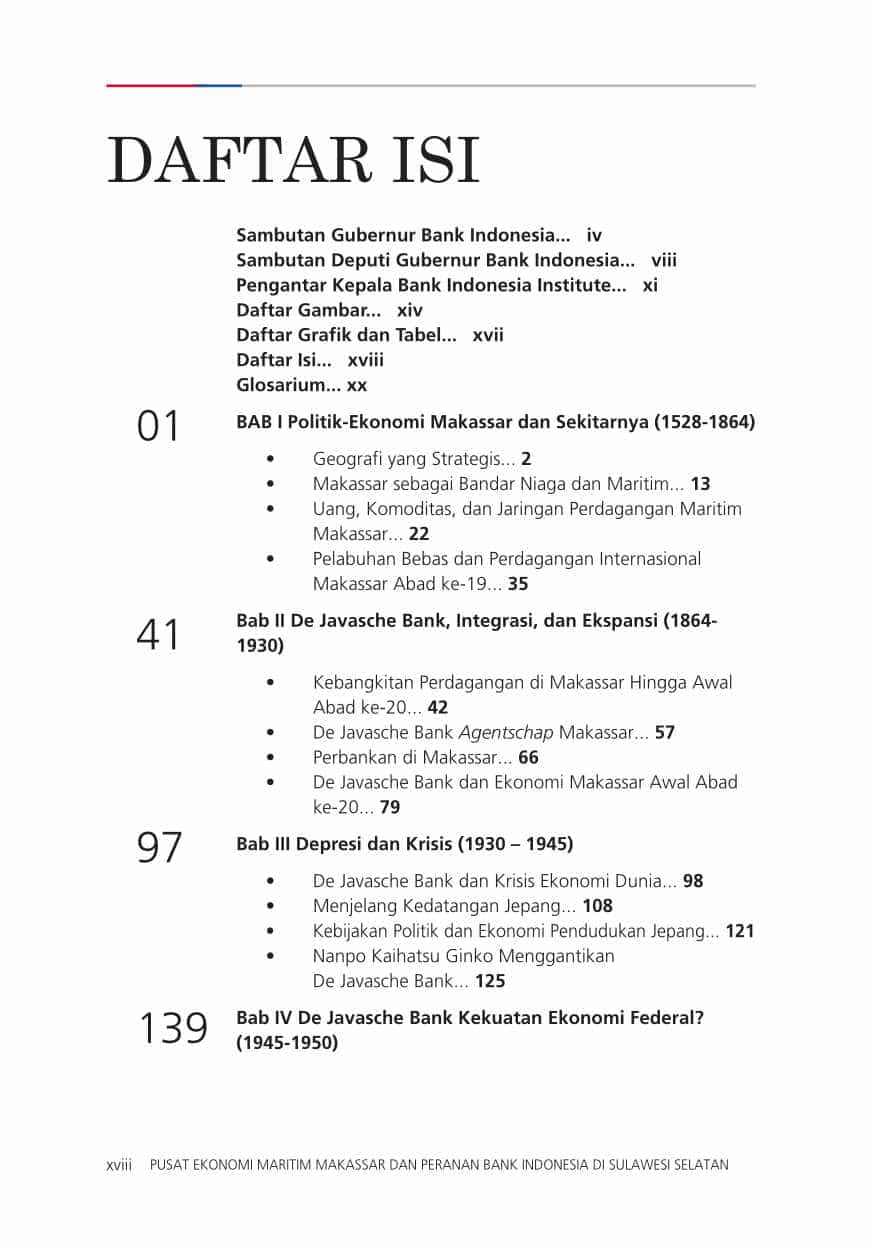 DAFTAR ISI
Sambutan Gubernur Bank Indonesia... iv
Sambutan Deputi Gubernur Bank Indonesia... viii
Pengantar Kepala Bank Indonesia Institute... xi
Daftar Gambar... xiv
Daftar Grafik dan Tabel... xvii
Daftar Isi... xviii
Glosarium... xx
01
BAB I Politik-Ekonomi Makassar dan Sekitarnya (1528-1864)
• Geografi yang Strategis... 2
• Makassar sebagai Bandar Niaga dan Maritim... 13
• Uang, Komoditas, dan Jaringan Perdagangan Maritim
Makassar... 22
• Pelabuhan Bebas dan Perdagangan Internasional
Makassar Abad ke-19... 35
41
Bab II De Javasche Bank, Integrasi, dan Ekspansi (1864-
1930)
• Kebangkitan Perdagangan di Makassar Hingga Awal
Abad ke-20... 42
• De Javasche Bank Agentschap Makassar... 57
• Perbankan di Makassar... 66
• De Javasche Bank dan Ekonomi Makassar Awal Abad
ke-20... 79
97
Bab III Depresi dan Krisis (1930 – 1945)
• De Javasche Bank dan Krisis Ekonomi Dunia... 98
• Menjelang Kedatangan Jepang... 108
• Kebijakan Politik dan Ekonomi Pendudukan Jepang... 121
• Nanpo Kaihatsu Ginko Menggantikan
De Javasche Bank... 125
139
Bab IV De Javasche Bank Kekuatan Ekonomi Federal?
(1945-1950)
xviii PUSAT EKONOMI MARITIM MAKASSAR DAN PERANAN BANK INDONESIA DI SULAWESI SELATAN